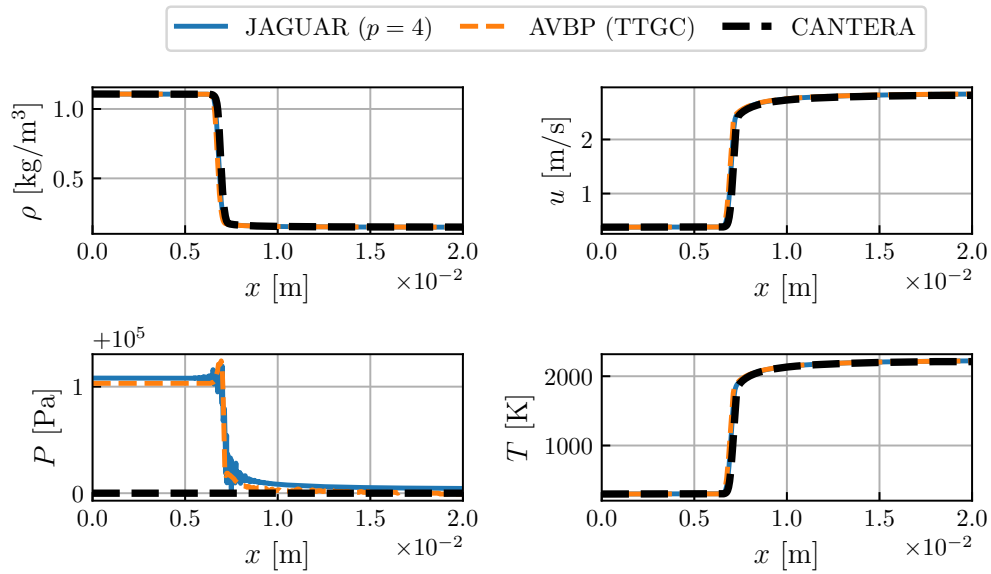 JAGUAR (p = 4) AVBP (TTGC) CANTERA
ρ [kg/m³]
1.0
0.5
0.0 0.5 1.0 1.5 2.0
×10⁻²
x [m]
u [m/s]
2
1
0.0 0.5 1.0 1.5 2.0
×10⁻²
x [m]
+10⁵
P [Pa]
1
0
0.0 0.5 1.0 1.5 2.0
×10⁻²
x [m]
T [K]
2000
1000
0.0 0.5 1.0 1.5 2.0
×10⁻²
x [m]